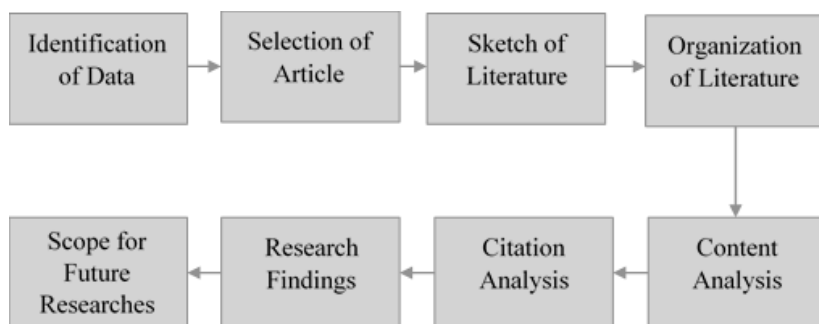 Identification
of Data
Selection of
Article
Sketch of
Literature
Organization
of Literature
Content
Analysis
Citation
Analysis
Research
Findings
Scope for
Future
Researches